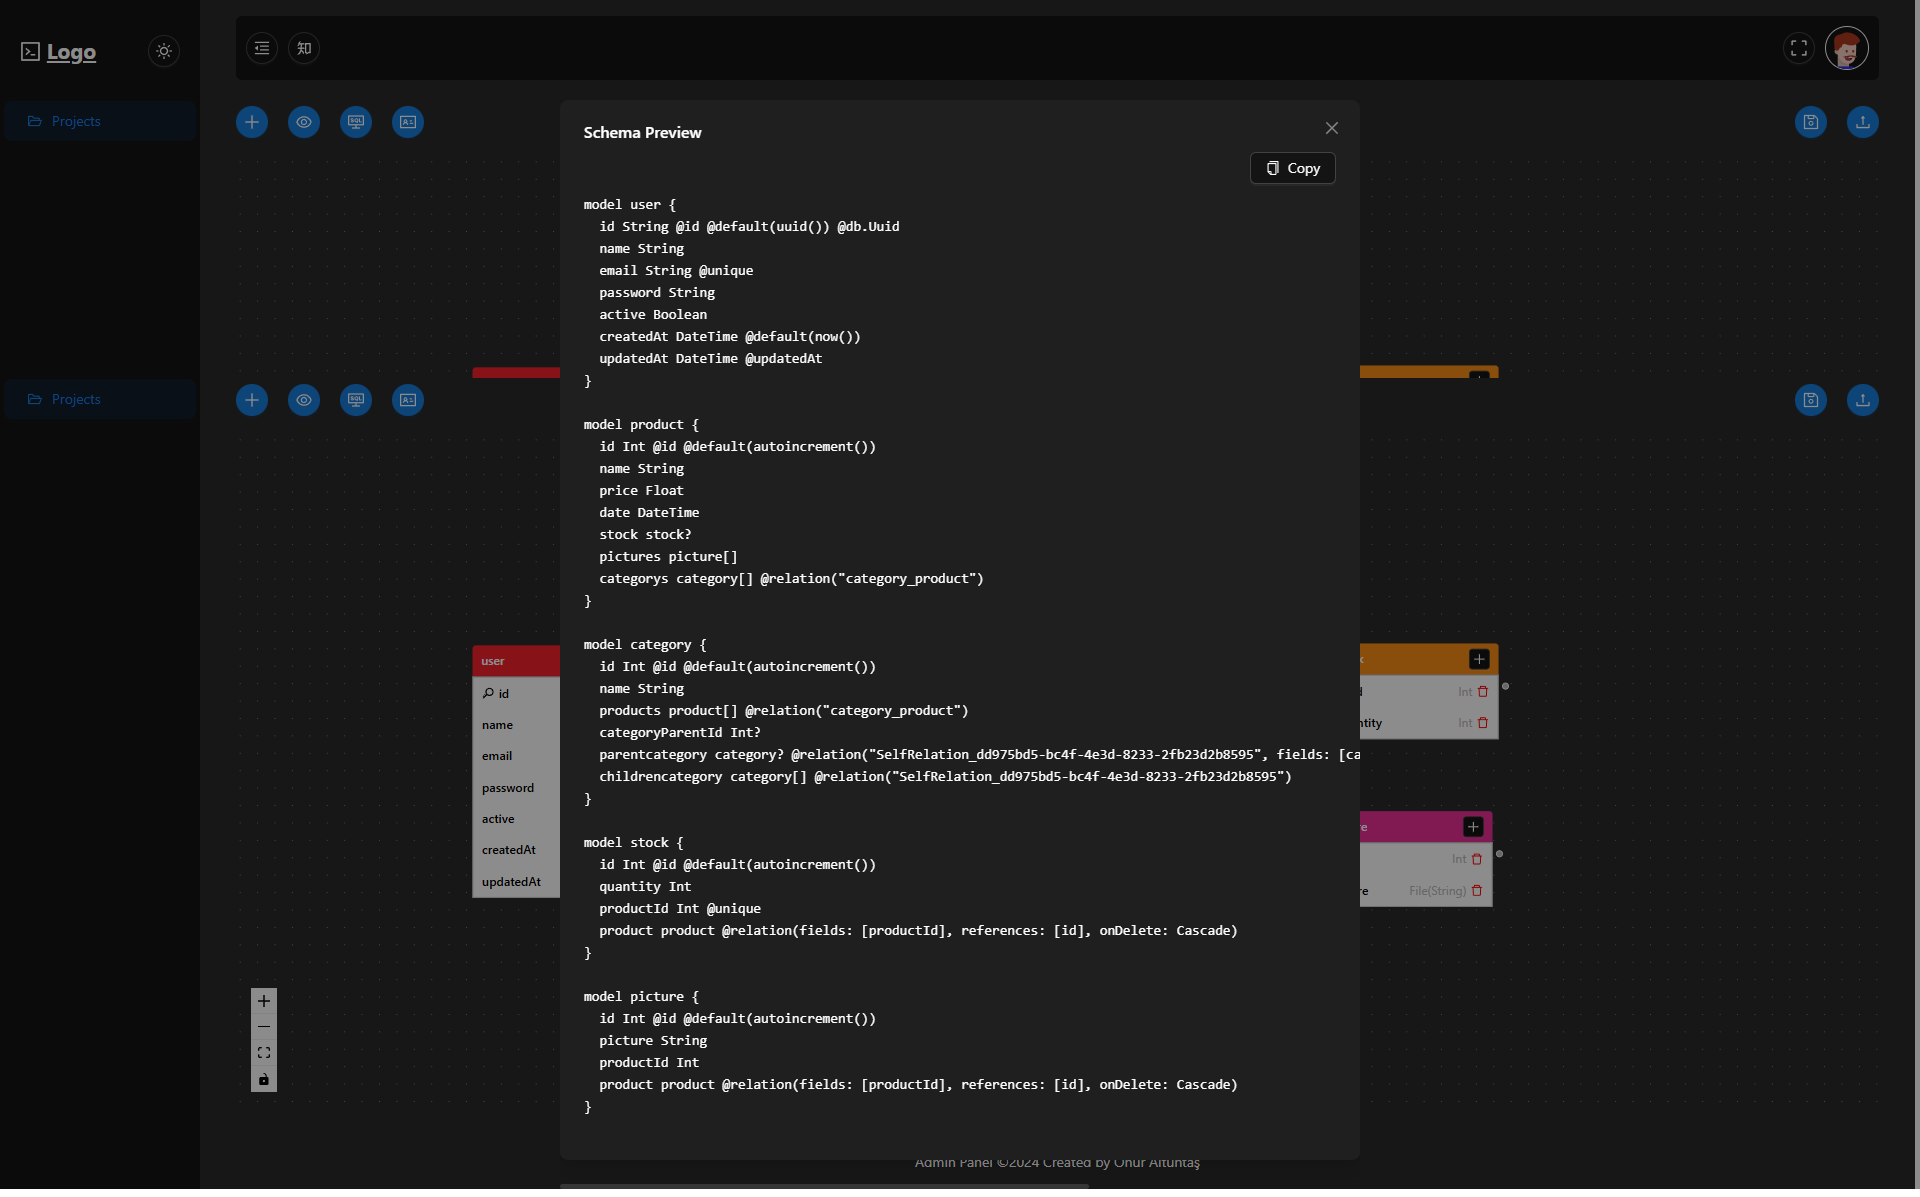 Logo
知
Projects
Schema Preview
Copy
model user {
  id String @id @default(uuid()) @db.Uuid
  name String
  email String @unique
  password String
  active Boolean
  createdAt DateTime @default(now())
  updatedAt DateTime @updatedAt
}
model product {
  id Int @id @default(autoincrement())
  name String
  price Float
  date DateTime
  stock stock?
  pictures picture[]
  categorys category[] @relation("category_product")
}
model category {
  id Int @id @default(autoincrement())
  name String
  products product[] @relation("category_product")
  categoryParentId Int?
  parentcategory category? @relation("SelfRelation_dd975bd5-bc4f-4e3d-8233-2fb23d2b8595", fields: [ca
  childrencategory category[] @relation("SelfRelation_dd975bd5-bc4f-4e3d-8233-2fb23d2b8595")
}
model stock {
  id Int @id @default(autoincrement())
  quantity Int
  productId Int @unique
  product product @relation(fields: [productId], references: [id], onDelete: Cascade)
}
model picture {
  id Int @id @default(autoincrement())
  picture String
  productId Int
  product product @relation(fields: [productId], references: [id], onDelete: Cascade)
}
Projects
SQL
SQL
user
id
name
email
password
active
createdAt
updatedAt
k
d Int
ntity Int
re
Int
re File(String)
Admin Panel ©2024 Created by Onur Altuntaş